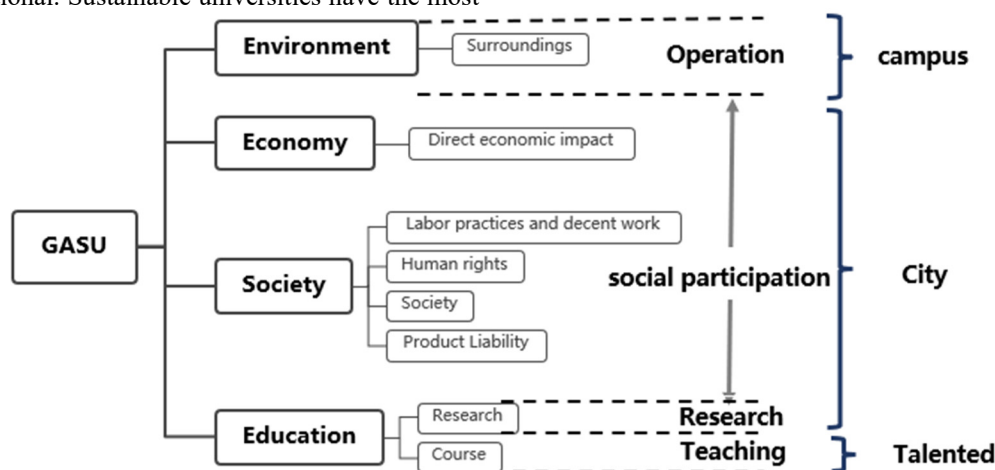 ional. Sustainable universities have the most
Environment
Surroundings
Operation
campus
Economy
Direct economic impact
GASU
Society
Labor practices and decent work
Human rights
Society
Product Liability
social participation
City
Education
Research
Course
Research
Teaching
Talented